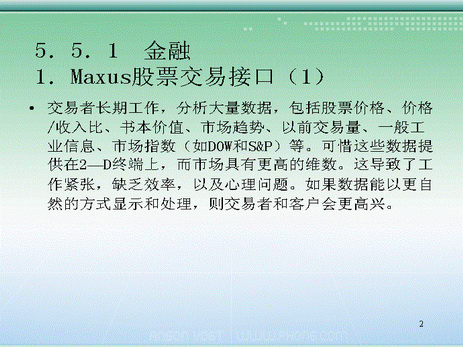 5．5．1　金融
1．Maxus股票交易接口（1）
• 交易者长期工作，分析大量数据，包括股票价格、价格
/收入比、书本价值、市场趋势、以前交易量、一般工
业信息、市场指数（如DOW和S&P）等。可惜这些数据提
供在2—D终端上，而市场具有更高的维数。这导致了工
作紧张，缺乏效率，以及心理问题。如果数据能以更自
然的方式显示和处理，则交易者和客户会更高兴。
2